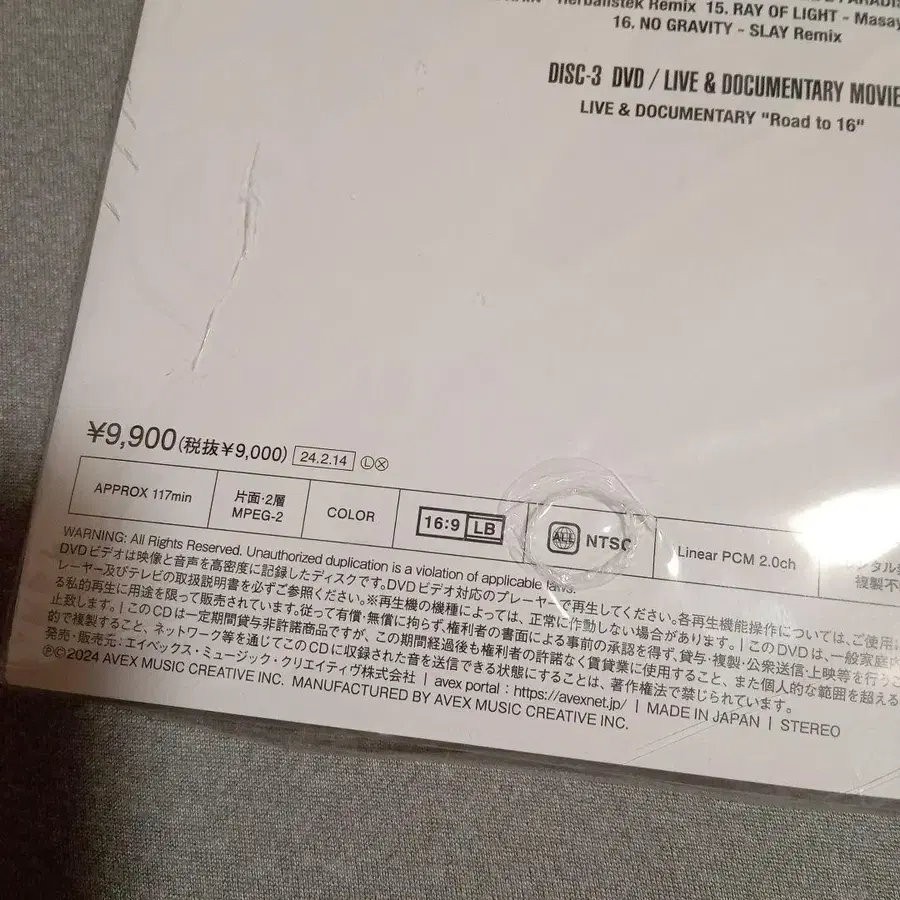 Herbalistek Remix 15. RAY OF LIGHT - Masay
16. NO GRAVITY - SLAY Remix
DISC-3 DVD / LIVE & DOCUMENTARY MOVIE
LIVE & DOCUMENTARY "Road to 16"
¥9,900(税抜¥9,000) 24.2.14 Ⓛⓧ
APPROX 117min 片面・2層 MPEG-2 COLOR 16:9 LB ALL NTSC Linear PCM 2.0ch 複製不
WARNING: All Rights Reserved. Unauthorized duplication is a violation of applicable laws.
DVDビデオは映像と音声を高密度に記録したディスクです。DVDビデオ対応のプレーヤーで再生してください。各再生機能操作については、ご使用に
レーヤー及びテレビの取扱説明書を必ずご参照ください。※再生機の機種によっては、正常に作動しない場合があります。 | このDVDは、一般家庭内
る私的再生に用途を限って販売されています。従って有償・無償に拘らず、権利者の書面による事前の承認を得ず、貸与・複製・公衆送信・上映等を行うこ
止致します。 | このCDは一定期間貸与非許諾商品ですが、この期間経過後も権利者の許諾なく賃貸業に使用すること、また個人的な範囲を超える
的で複製すること、ネットワーク等を通じてこのCDに収録された音を送信できる状態にすることは、著作権法で禁じられています。
発売・販売元：エイベックス・ミュージック・クリエイティヴ株式会社 | avex portal : https://avexnet.jp/ | MADE IN JAPAN | STEREO
Ⓟ©2024 AVEX MUSIC CREATIVE INC. MANUFACTURED BY AVEX MUSIC CREATIVE INC.